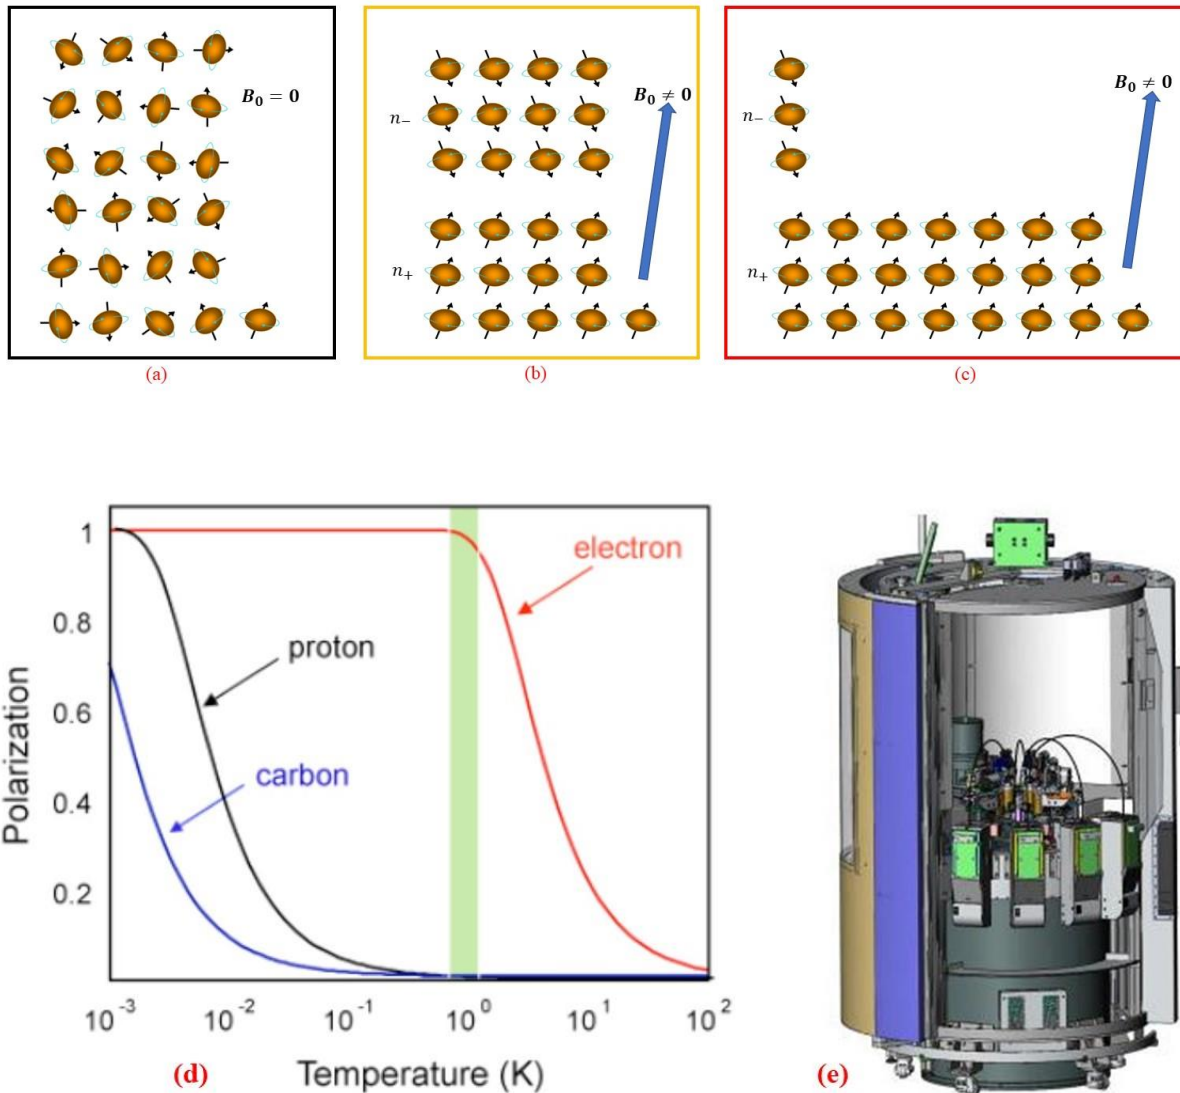 B₀ = 0
(a)
n₋
B₀ ≠ 0
n₊
(b)
n₋
B₀ ≠ 0
n₊
(c)
Polarization
1
0.8
0.6
0.4
0.2
electron
proton
carbon
10⁻³ 10⁻² 10⁻¹ 10⁰ 10¹ 10²
Temperature (K)
(d)
(e)